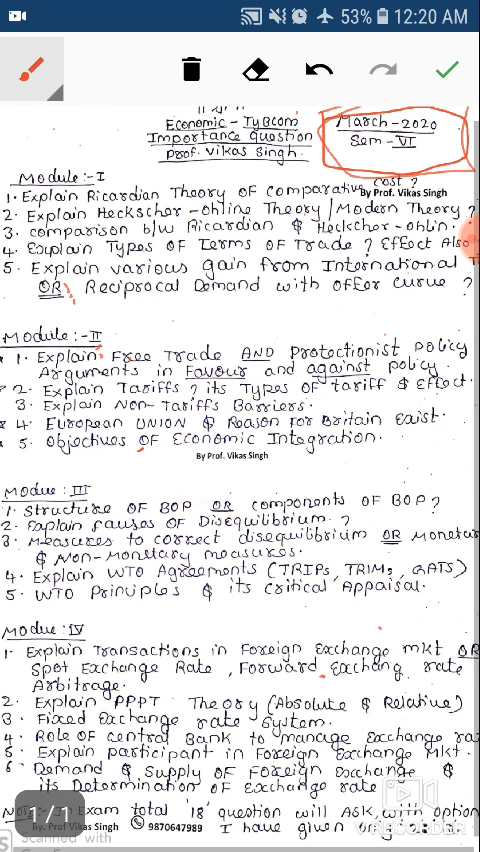 53% 12:20 AM
Economic - TyBcom
Importance Question
Prof. Vikas Singh.
March-2020
Sem-VI
Module:-I
1. Explain Ricardian Theory of comparative cost?
By Prof. Vikas Singh
2. Explain Heckscher-ohline Theory/Modern Theory?
3. comparison b/w Ricardian & Heckcher-ohlin.
4. Explain Types of Terms of Trade? Effect Also
5. Explain various gain from International
OR Reciprocal Demand with offer curve?
Module:-II
1. Explain Free Trade AND Protectionist Policy
Arguments in Favour and against policy.
2. Explain Tariffs? its Types of tariff & Effect.
3. Explain Non-Tariffs Barriers.
4. European UNION & Reason for Britain Exist.
5. Objectives of Economic Integration.
By Prof. Vikas Singh
Modue:III
1. Structure of BOP OR components of BOP?
2. Explain causes of Disequilibrium.?
3. Measures to correct disequilibrium OR Monetar
& Non-Monetary measures.
4. Explain WTO Agreements (TRIPs, TRIMs, GATS)
5. WTO Principles & its Critical Appaisal.
Modue:IV
1. Explain Transactions in Foreign Exchange mkt OR
Spot Exchange Rate, Forward Exchang rate
Arbitrage.
2. Explain PPPT Theory (Absolute & Relative)
3. Fixed Exchange rate System.
4. Role of central Bank to manage Exchange ra
5. Explain participant in Foreign Exchange Mkt.
6 Demand & Supply of Foreign Exchange &
its Determination of exchange rate
Exam total '18' question will Ask, with option
1/1
By. Prof Vikas Singh 9870647989 I have given only
Scanned with
VIDEOSHOW
RECORDER